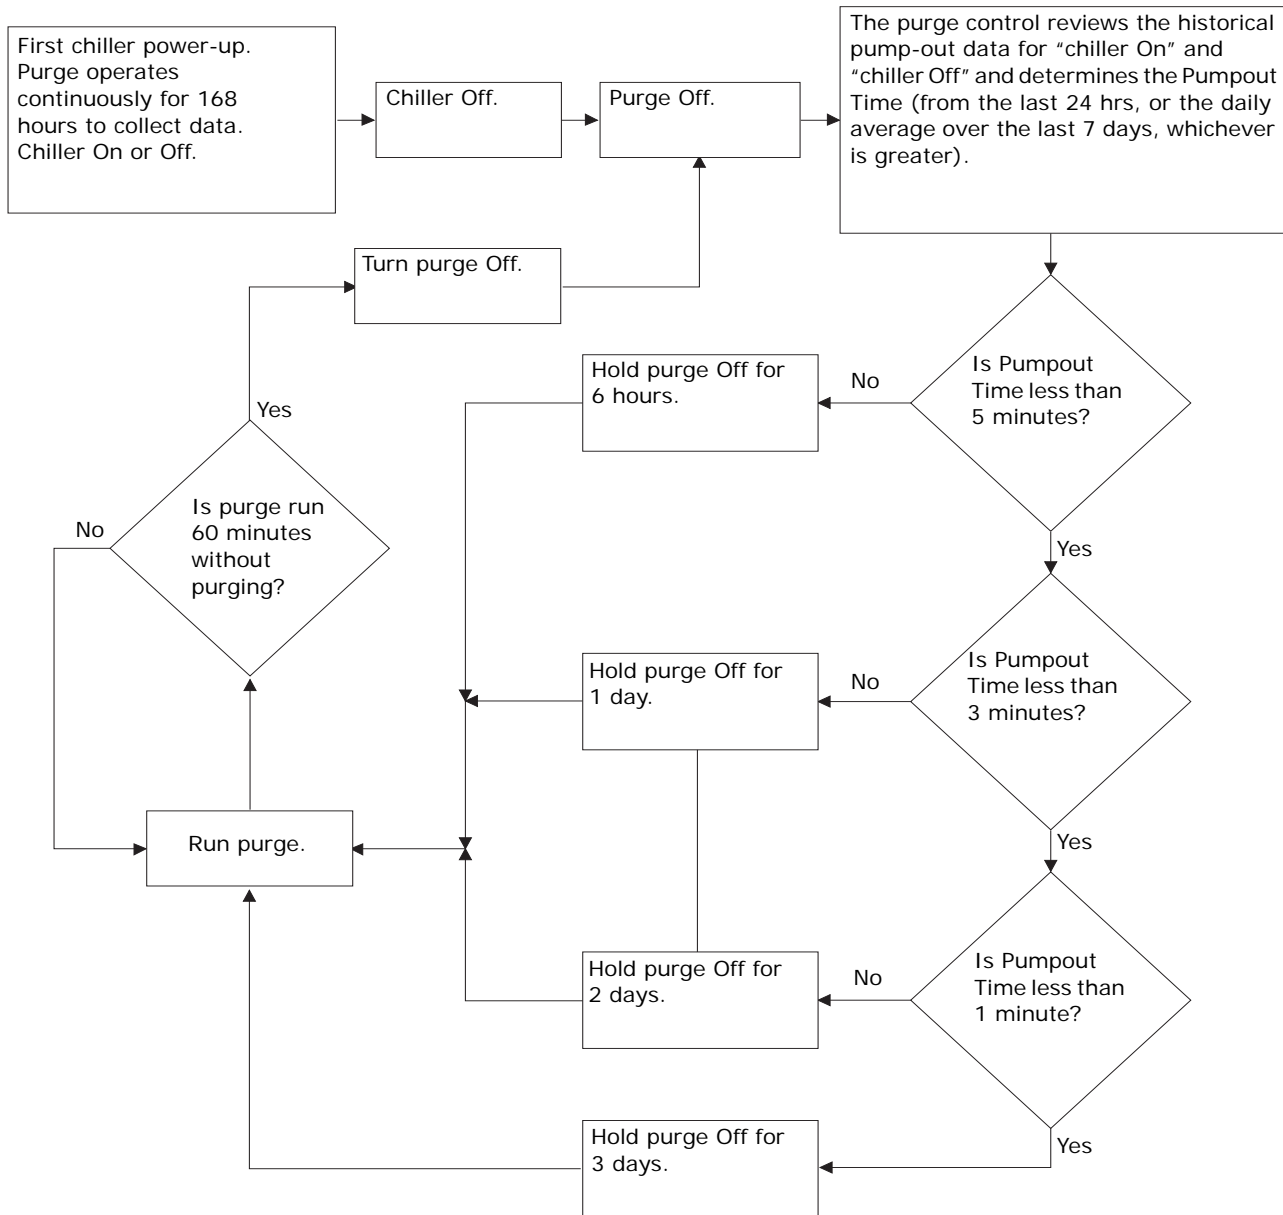 First chiller power-up.
Purge operates
continuously for 168
hours to collect data.
Chiller On or Off.
Chiller Off.
Purge Off.
The purge control reviews the historical
pump-out data for “chiller On” and
“chiller Off” and determines the Pumpout
Time (from the last 24 hrs, or the daily
average over the last 7 days, whichever
is greater).
Turn purge Off.
Hold purge Off for
6 hours.
No
Is Pumpout
Time less than
5 minutes?
Yes
Yes
Is purge run
60 minutes
without
purging?
No
Hold purge Off for
1 day.
No
Is Pumpout
Time less than
3 minutes?
Yes
Run purge.
Hold purge Off for
2 days.
No
Is Pumpout
Time less than
1 minute?
Yes
Hold purge Off for
3 days.